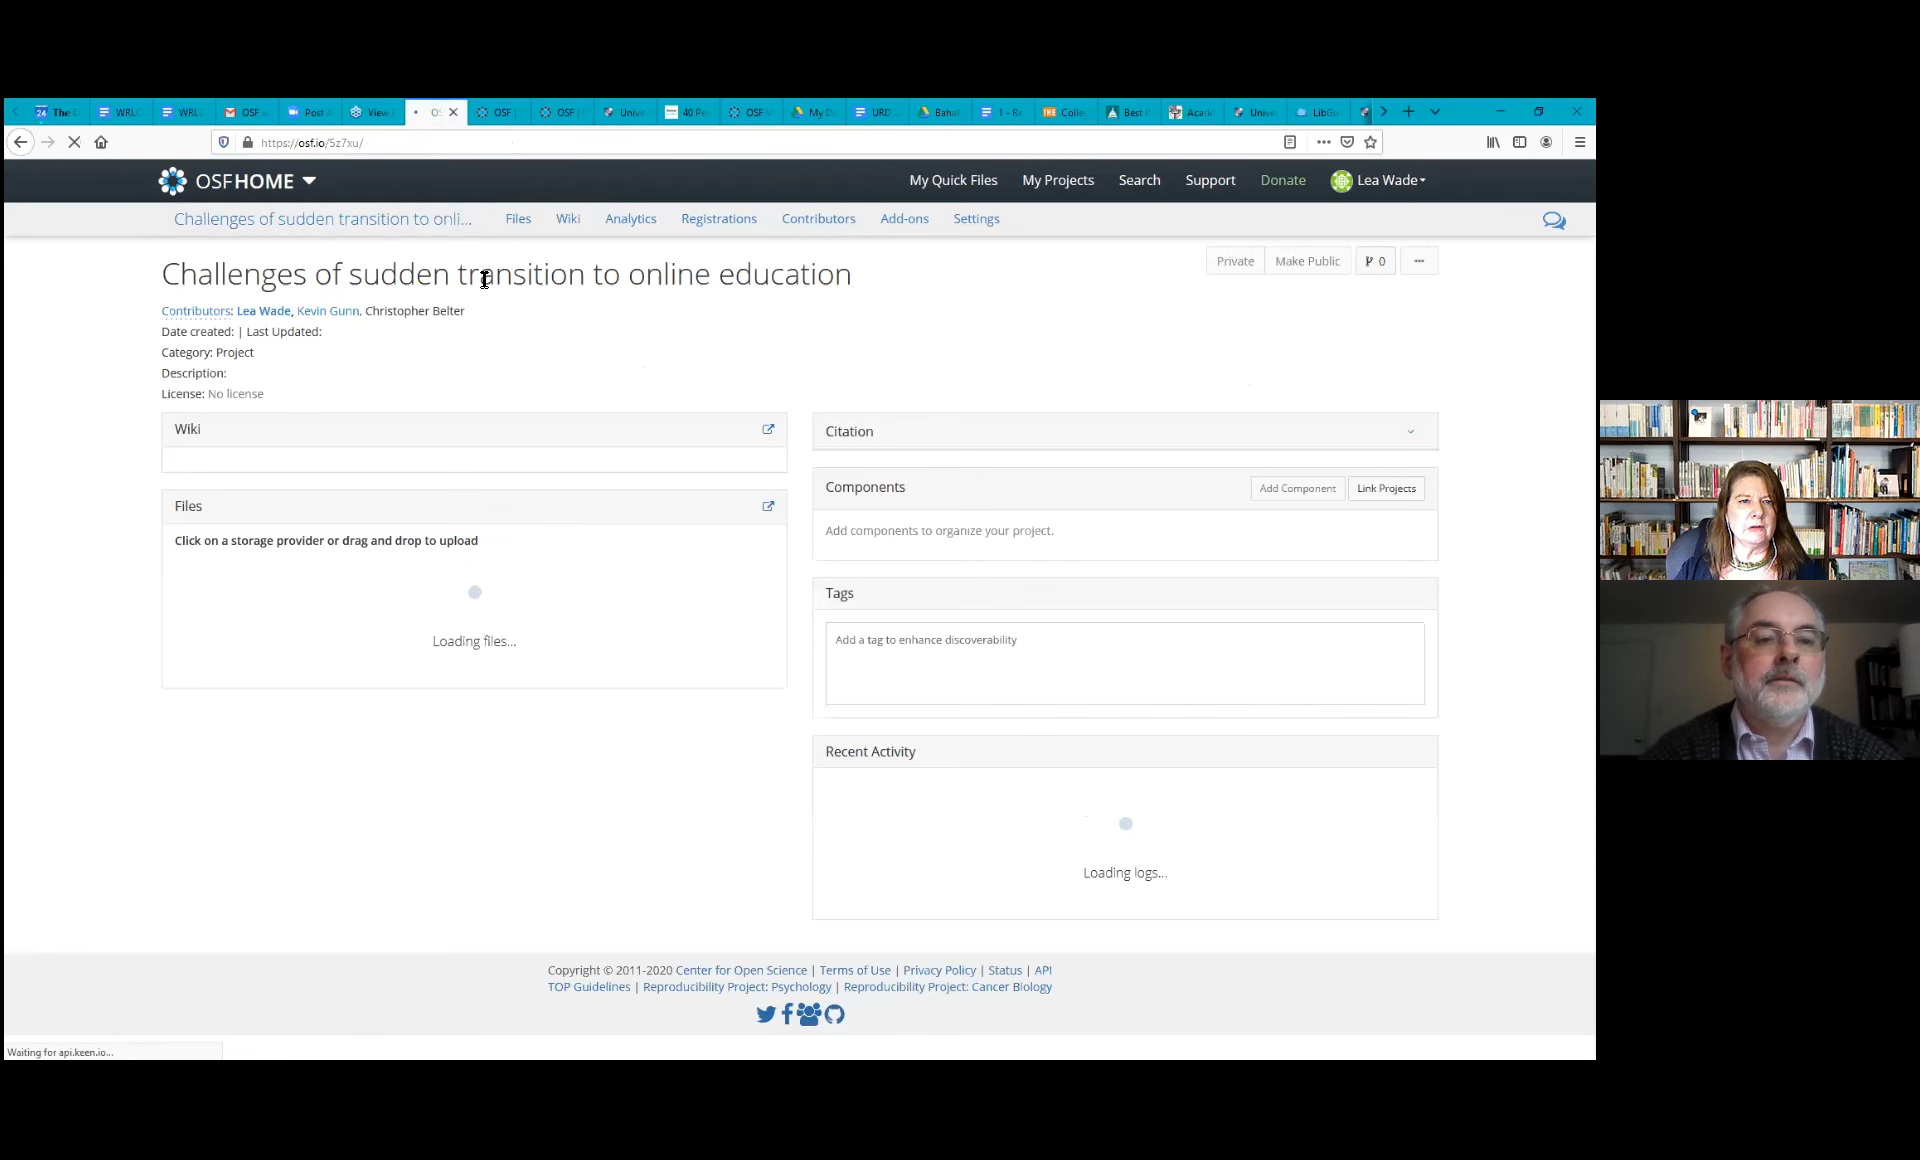 24 The C
WRLC
WRL
OSF
Post A
View i
OS
OSF |
OSF |
Unive
40 Pe
OSF
My D
URD
Bahat
1 - Re
THE Colle
Best P
Acade
Unive
LibGu
https://osf.io/5z7xu/
OSFHOME
My Quick Files
My Projects
Search
Support
Donate
Lea Wade
Challenges of sudden transition to onli...
Files
Wiki
Analytics
Registrations
Contributors
Add-ons
Settings
Challenges of sudden transition to online education
Private
Make Public
0
Contributors: Lea Wade, Kevin Gunn, Christopher Belter
Date created: | Last Updated:
Category: Project
Description:
License: No license
Wiki
Files
Click on a storage provider or drag and drop to upload
Loading files...
Citation
Components
Add Component
Link Projects
Add components to organize your project.
Tags
Add a tag to enhance discoverability
Recent Activity
Loading logs...
Copyright © 2011-2020 Center for Open Science | Terms of Use | Privacy Policy | Status | API
TOP Guidelines | Reproducibility Project: Psychology | Reproducibility Project: Cancer Biology
Waiting for api.keen.io...